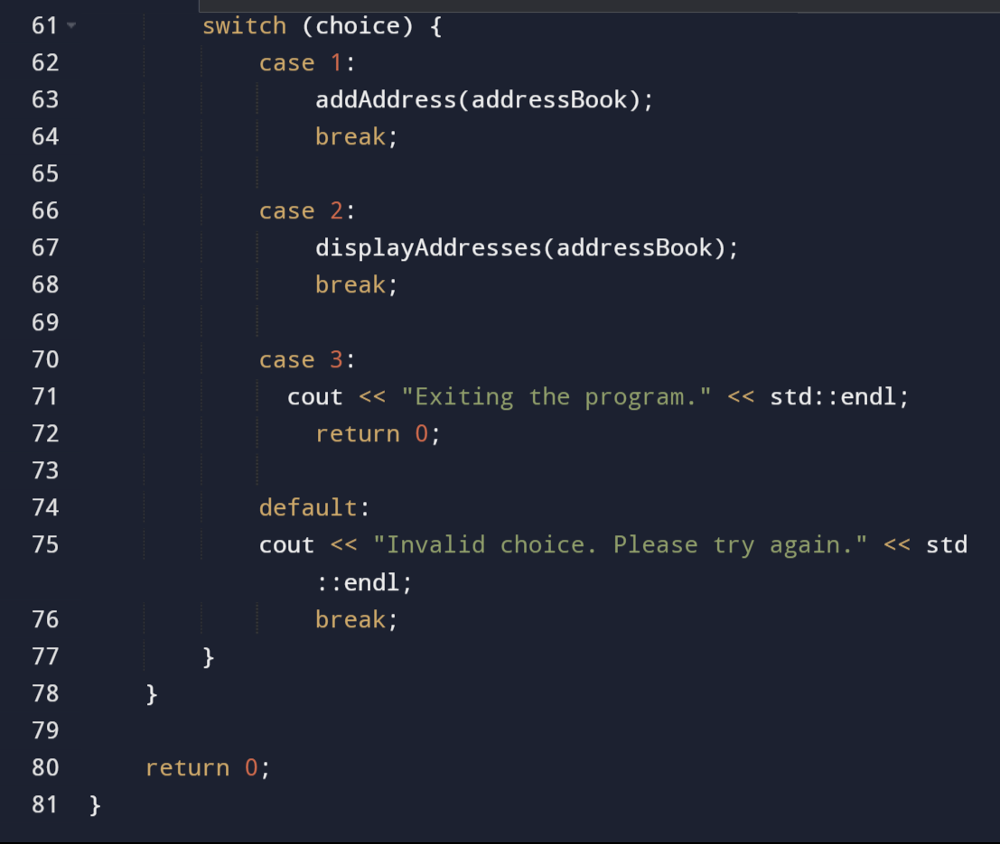 61 switch (choice) {
62 case 1:
63 addAddress(addressBook);
64 break;
65
66 case 2:
67 displayAddresses(addressBook);
68 break;
69
70 case 3:
71 cout << "Exiting the program." << std::endl;
72 return 0;
73
74 default:
75 cout << "Invalid choice. Please try again." << std
::endl;
76 break;
77 }
78 }
79
80 return 0;
81 }